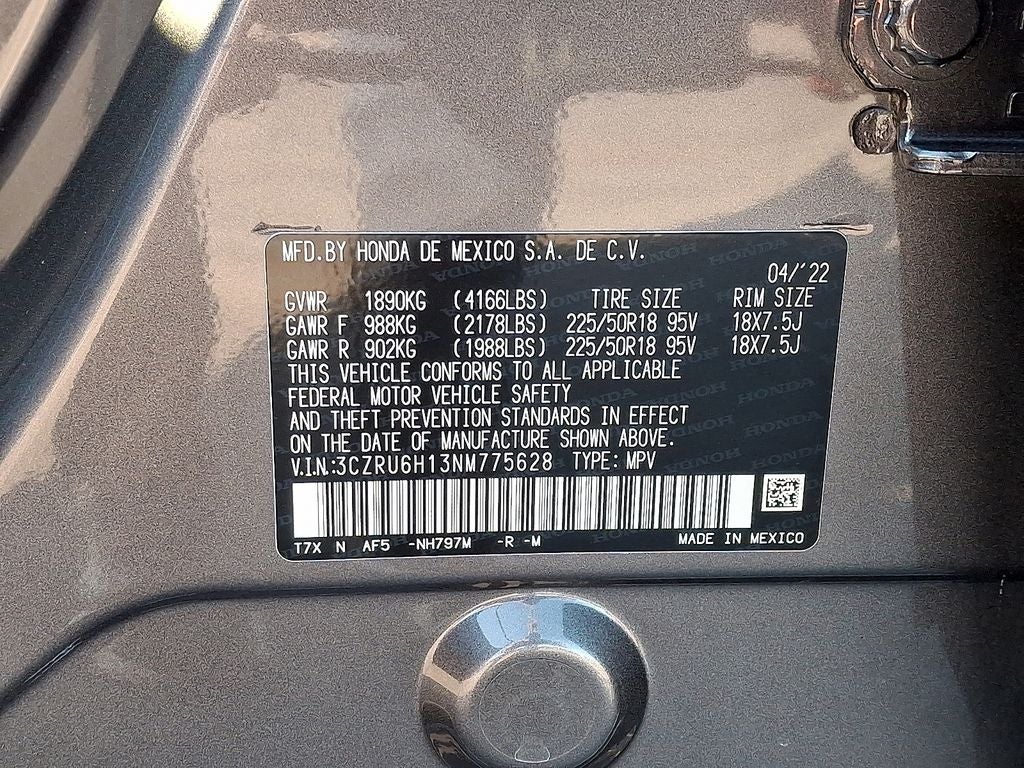 MFD.BY HONDA DE MEXICO S.A. DE C.V.
04/'22
GVWR 1890KG (4166LBS) TIRE SIZE RIM SIZE
GAWR F 988KG (2178LBS) 225/50R18 95V 18X7.5J
GAWR R 902KG (1988LBS) 225/50R18 95V 18X7.5J
THIS VEHICLE CONFORMS TO ALL APPLICABLE
FEDERAL MOTOR VEHICLE SAFETY
AND THEFT PREVENTION STANDARDS IN EFFECT
ON THE DATE OF MANUFACTURE SHOWN ABOVE.
V.I.N:3CZRU6H13NM775628 TYPE: MPV
T7X N AF5 -NH797M -R -M MADE IN MEXICO